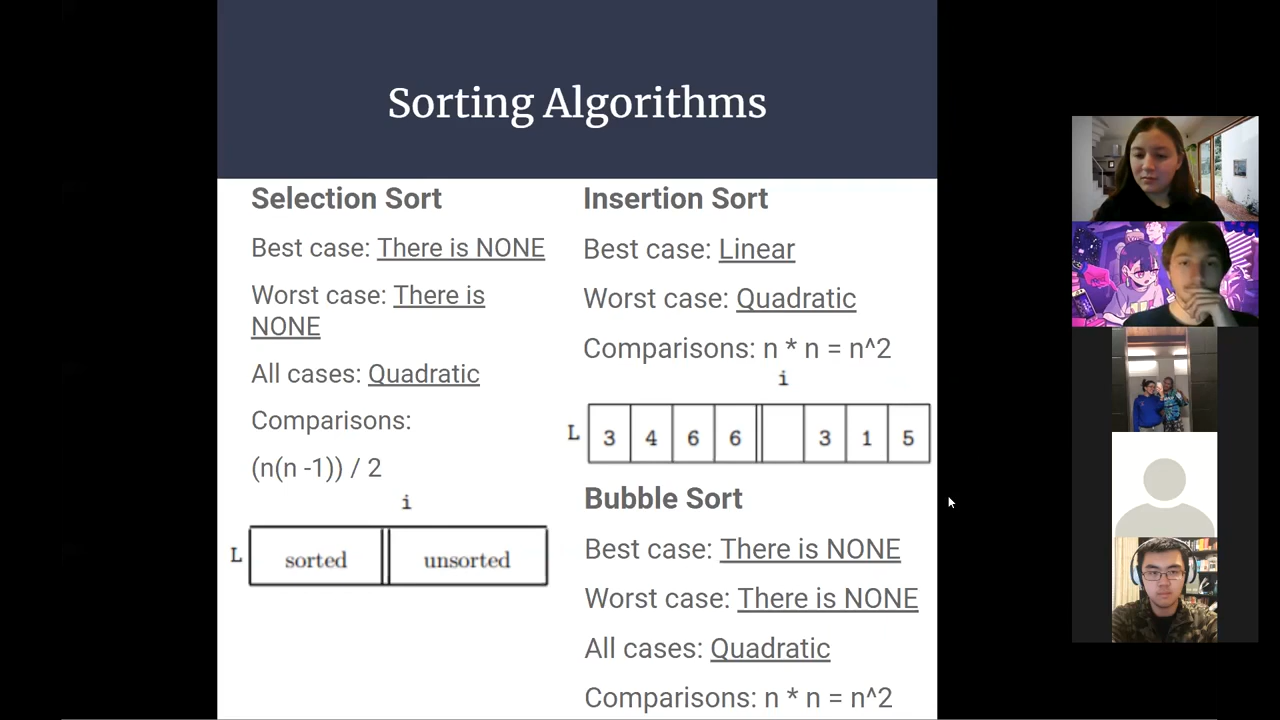 Sorting Algorithms
Selection Sort
Best case: There is NONE
Worst case: There is
NONE
All cases: Quadratic
Comparisons:
(n(n -1)) / 2
i
L sorted unsorted
Insertion Sort
Best case: Linear
Worst case: Quadratic
Comparisons: n * n = n^2
i
L 3 4 6 6 3 1 5
Bubble Sort
Best case: There is NONE
Worst case: There is NONE
All cases: Quadratic
Comparisons: n * n = n^2